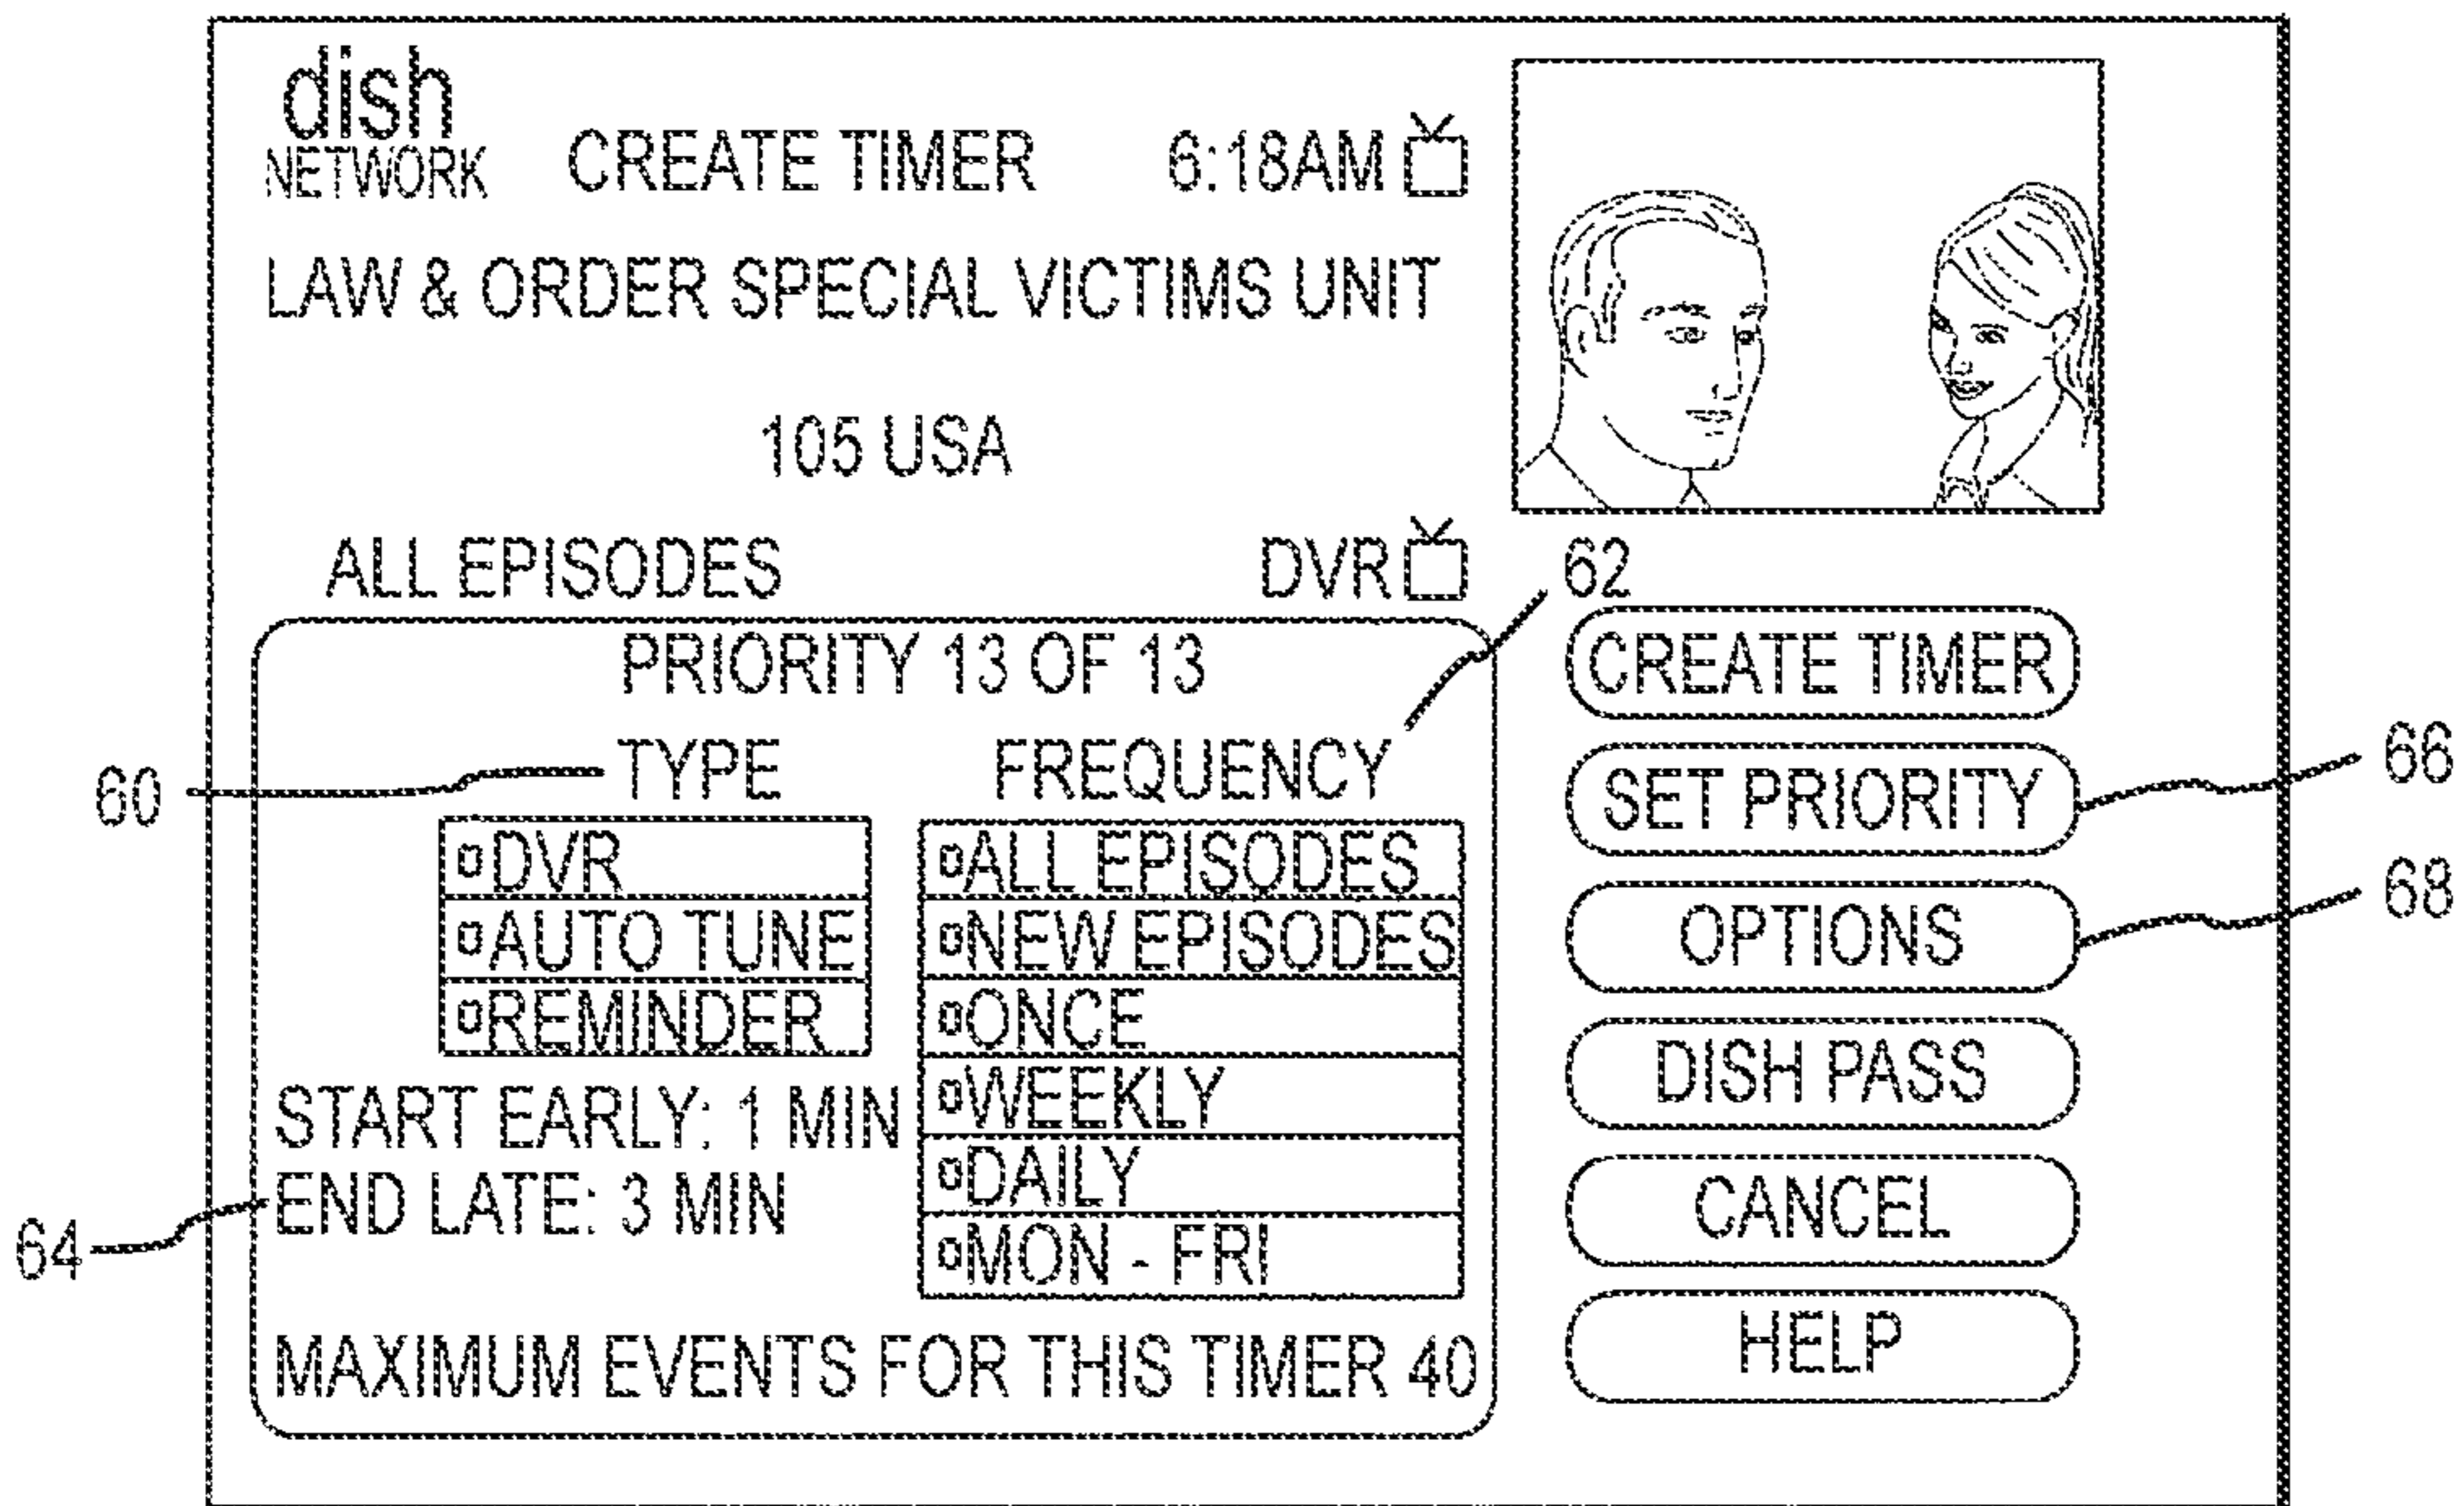 dish
NETWORK CREATE TIMER 6:18AM
LAW & ORDER SPECIAL VICTIMS UNIT
105 USA
ALL EPISODES DVR
62
PRIORITY 13 OF 13
TYPE FREQUENCY
60
DVR
AUTO TUNE
REMINDER
ALL EPISODES
NEW EPISODES
ONCE
WEEKLY
DAILY
MON - FRI
START EARLY: 1 MIN
END LATE: 3 MIN
64
MAXIMUM EVENTS FOR THIS TIMER 40
CREATE TIMER
SET PRIORITY
66
OPTIONS
68
DISH PASS
CANCEL
HELP